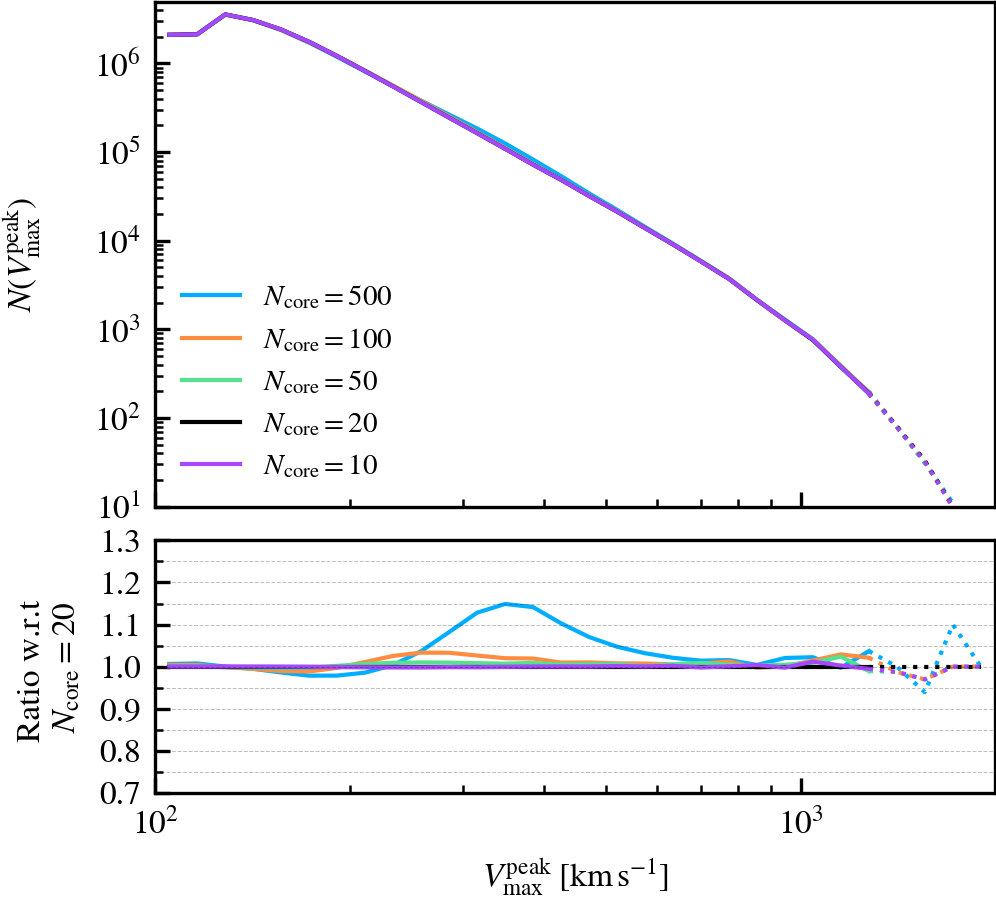 N(V_max^peak)
10^6
10^5
10^4
10^3
10^2
10^1
N_core = 500
N_core = 100
N_core = 50
N_core = 20
N_core = 10
Ratio w.r.t
N_core = 20
1.3
1.2
1.1
1.0
0.9
0.8
0.7
10^2
10^3
V_max^peak [km s^−1]